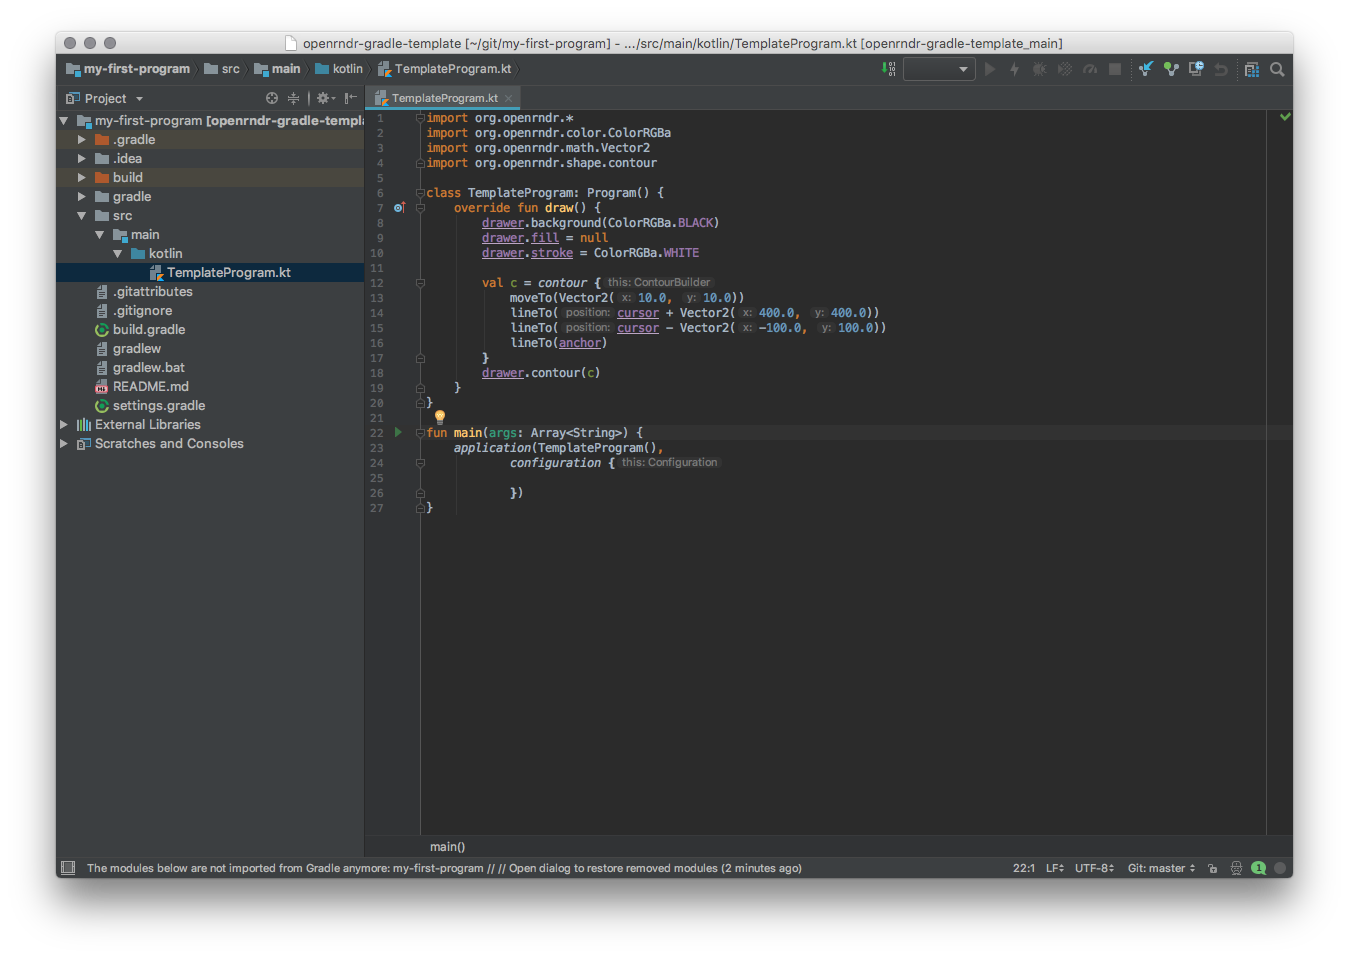 openrndr-gradle-template [~/git/my-first-program] - .../src/main/kotlin/TemplateProgram.kt [openrndr-gradle-template_main]
my-first-program src main kotlin TemplateProgram.kt
Project
TemplateProgram.kt
my-first-program [openrndr-gradle-templ
.gradle
.idea
build
gradle
src
main
kotlin
TemplateProgram.kt
.gitattributes
.gitignore
build.gradle
gradlew
gradlew.bat
README.md
settings.gradle
External Libraries
Scratches and Consoles
1 import org.openrndr.*
2 import org.openrndr.color.ColorRGBa
3 import org.openrndr.math.Vector2
4 import org.openrndr.shape.contour
5
6 class TemplateProgram: Program() {
7 override fun draw() {
8 drawer.background(ColorRGBa.BLACK)
9 drawer.fill = null
10 drawer.stroke = ColorRGBa.WHITE
11
12 val c = contour { this: ContourBuilder
13 moveTo(Vector2( x: 10.0, y: 10.0))
14 lineTo( position: cursor + Vector2( x: 400.0, y: 400.0))
15 lineTo( position: cursor - Vector2( x: -100.0, y: 100.0))
16 lineTo(anchor)
17 }
18 drawer.contour(c)
19 }
20 }
21
22 fun main(args: Array<String>) {
23 application(TemplateProgram(),
24 configuration { this: Configuration
25
26 })
27 }
main()
The modules below are not imported from Gradle anymore: my-first-program // // Open dialog to restore removed modules (2 minutes ago)
22:1 LF UTF-8 Git: master 1